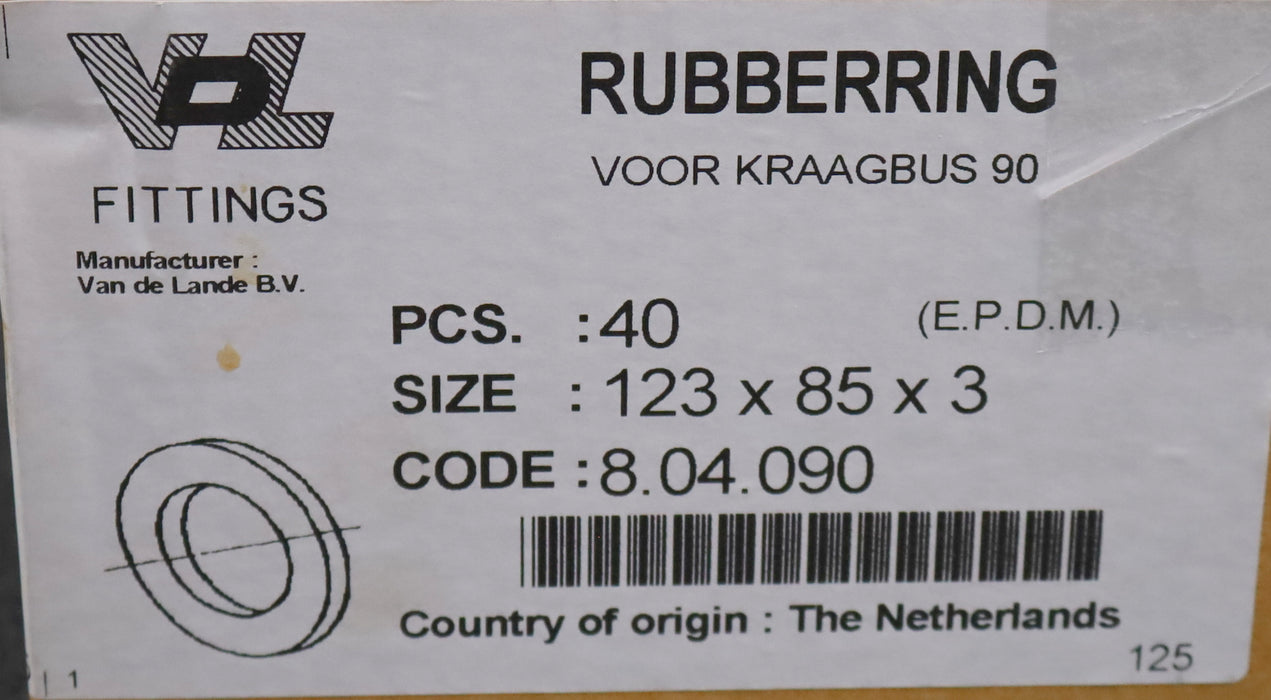 VDL
FITTINGS
Manufacturer :
Van de Lande B.V.
RUBBERRING
VOOR KRAAGBUS 90
PCS. :40 (E.P.D.M.)
SIZE : 123 x 85 x 3
CODE :8.04.090
Country of origin : The Netherlands
125
1